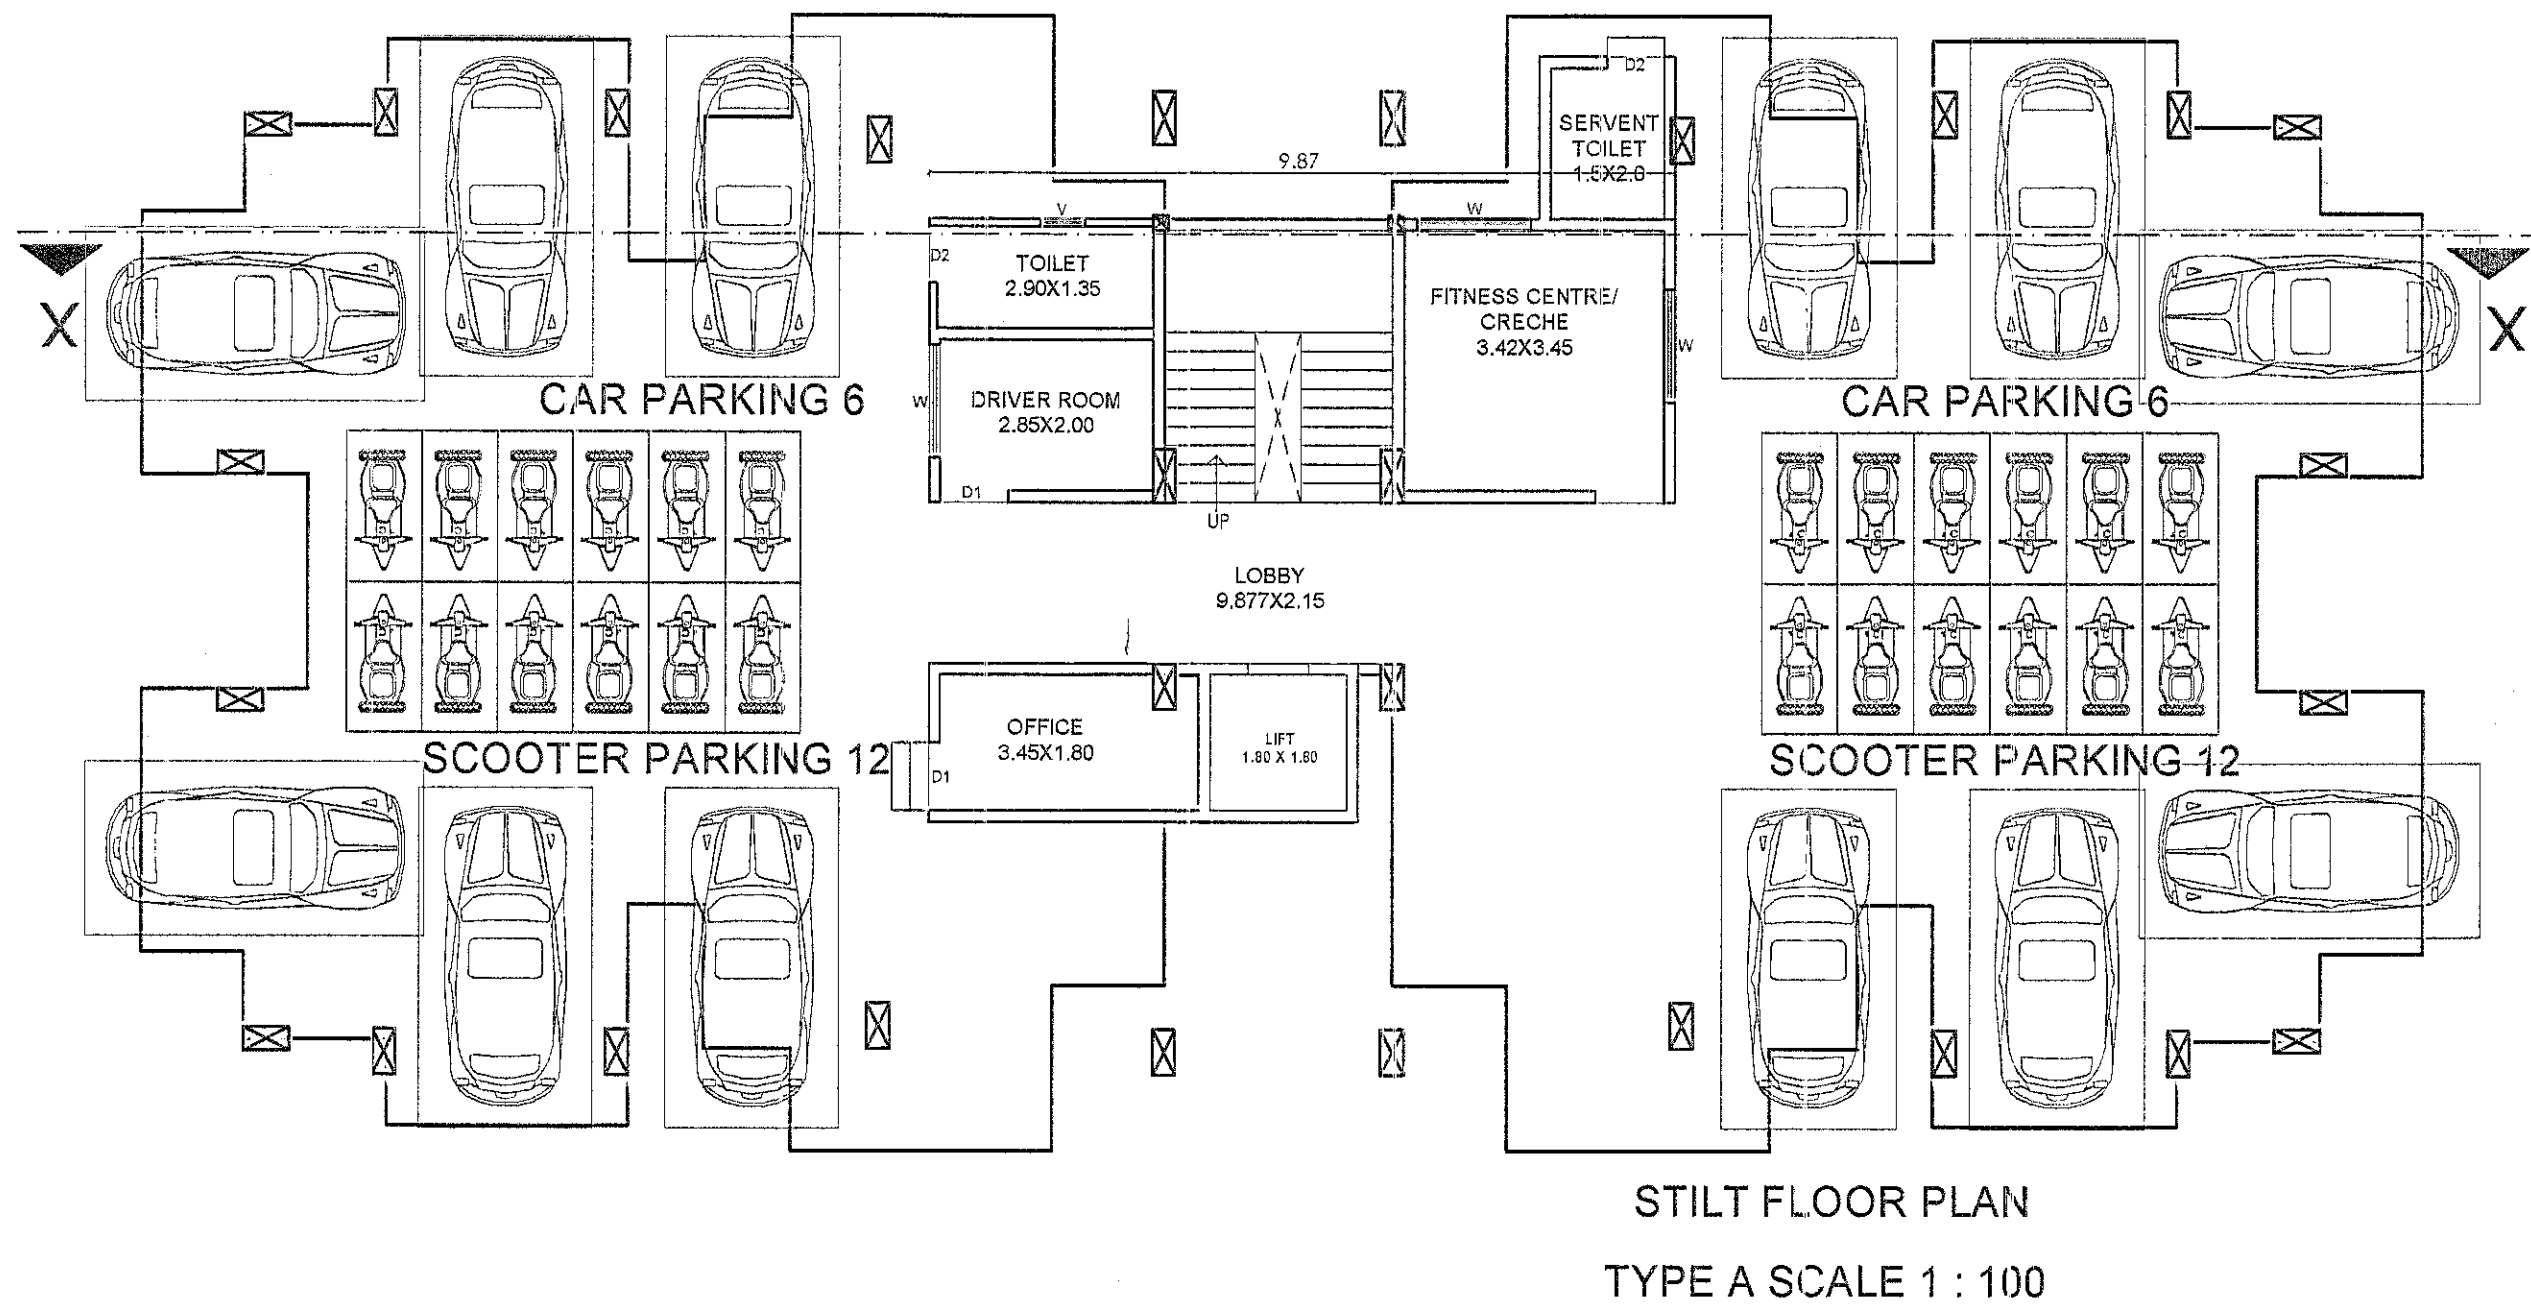 D2
SERVENT
TOILET
1.5X2.0
9.87
V
W
D2
TOILET
2.90X1.35
FITNESS CENTRE/
CRECHE
3.42X3.45
X
X
W
CAR PARKING 6
W
DRIVER ROOM
2.85X2.00
CAR PARKING 6
D1
UP
LOBBY
9.877X2.15
OFFICE
3.45X1.80
LIFT
1.80 X 1.80
SCOOTER PARKING 12
D1
SCOOTER PARKING 12
STILT FLOOR PLAN
TYPE A SCALE 1 : 100